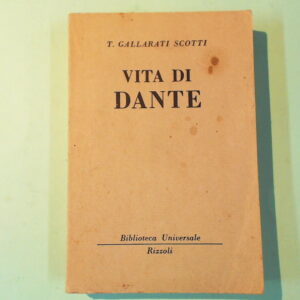 T. GALLARATI SCOTTI
VITA DI
DANTE
Biblioteca Universale
Rizzoli